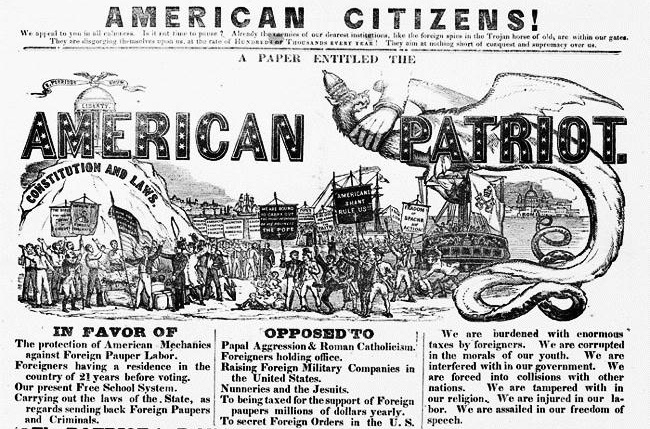 AMERICAN CITIZENS!
We appeal to you in all calmness. Is it not time to pause? Already the enemies of our dearest institutions, like the foreign spies in the Trojan horse of old, are within our gates.
They are disgorging themselves upon us, at the rate of HUNDREDS OF THOUSANDS EVERY YEAR! They aim at nothing short of conquest and supremacy over us.
A PAPER ENTITLED THE
LIBERTY
AMERICAN PATRIOT.
CONSTITUTION AND LAWS.
WE ARE BOUND
THE POPE
AMERICANS
SHANT
RULE US!!
IN FAVOR OF
The protection of American Mechanics
against Foreign Pauper Labor.
Foreigners having a residence in the
country of 21 years before voting.
Our present Free School System.
Carrying out the laws of the State, as
regards sending back Foreign Paupers
and Criminals.
OPPOSED TO
Papal Aggression & Roman Catholicism.
Foreigners holding office.
Raising Foreign Military Companies in
the United States.
Nunneries and the Jesuits.
To being taxed for the support of Foreign
paupers millions of dollars yearly.
To secret Foreign Orders in the U. S.
We are burdened with enormous
taxes by foreigners. We are corrupted
in the morals of our youth. We are
interfered with in our government. We
are forced into collisions with other
nations. We are tampered with in
our religion. We are injured in our la-
bor. We are assailed in our freedom of
speech.